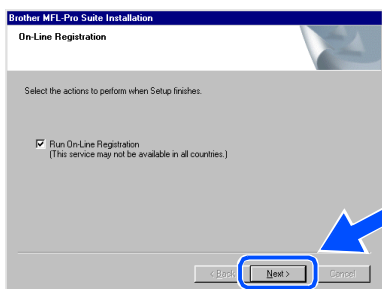 Brother MFL-Pro Suite Installation
On-Line Registration
Select the actions to perform when Setup finishes.
Run On-Line Registration
(This service may not be available in all countries.)
< Back
Next >
Cancel